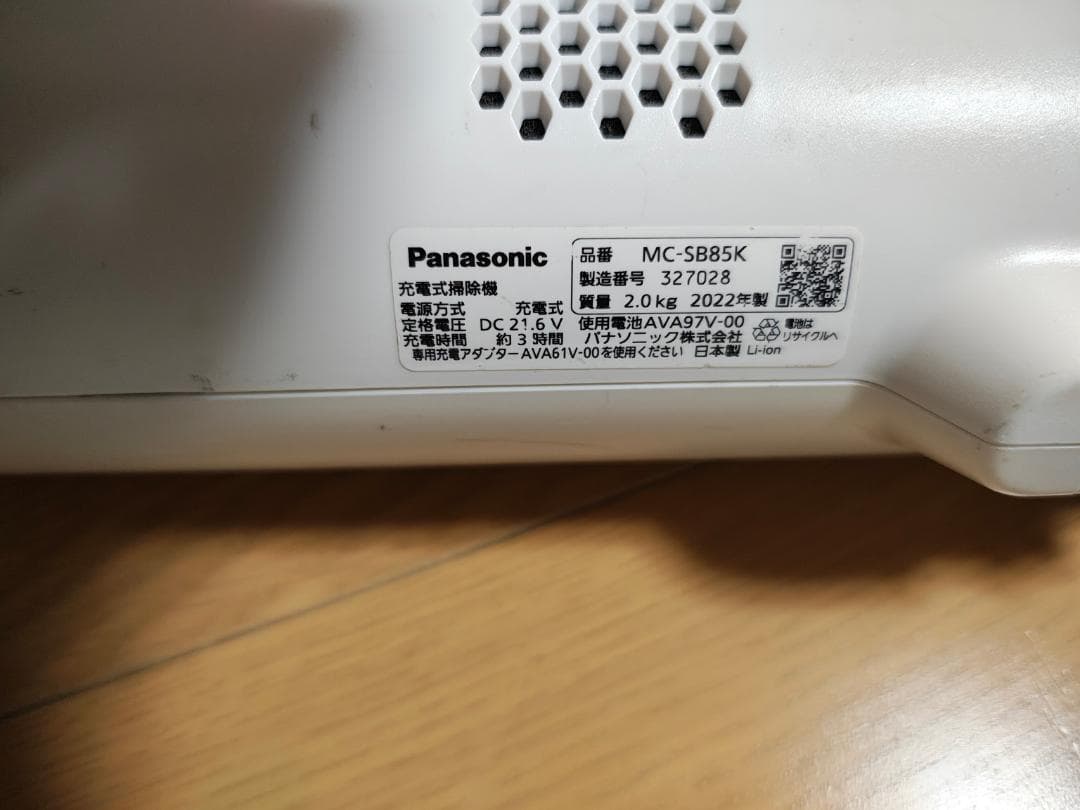 Panasonic
充電式掃除機
電源方式 充電式
定格電圧 DC 21.6 V
充電時間 約3時間
専用充電アダプターAVA61V-00を使用ください
品番 MC-SB85K
製造番号 327028
質量 2.0kg 2022年製
使用電池AVA97V-00
パナソニック株式会社
日本製
電池は
リサイクルへ
Li-ion